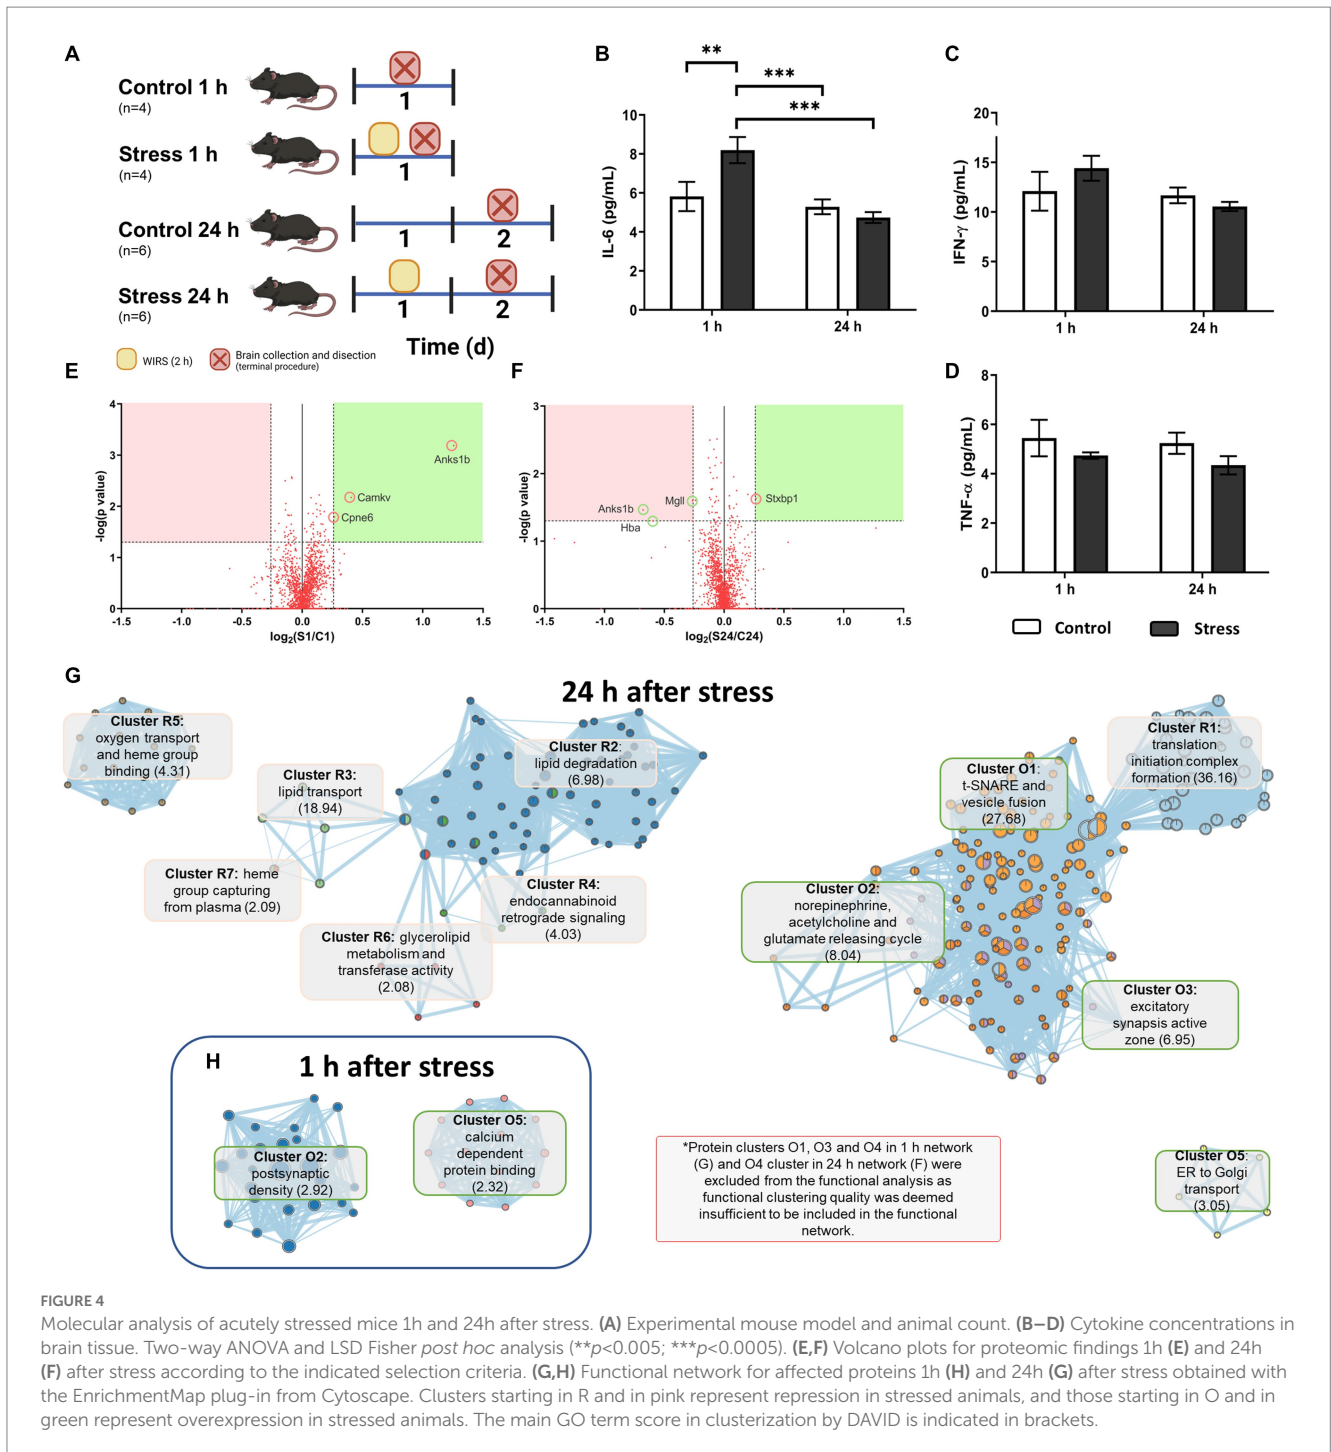 A
Control 1 h
(n=4)
1
Stress 1 h
(n=4)
1
Control 24 h
(n=6)
1
2
Stress 24 h
(n=6)
1
2
Time (d)
WIRS (2 h)
Brain collection and disection
(terminal procedure)
B
**
***
***
IL-6 (pg/mL)
10
8
6
4
2
0
1 h
24 h
C
IFN-γ (pg/mL)
20
15
10
5
0
1 h
24 h
D
TNF-α (pg/mL)
8
6
4
2
0
1 h
24 h
Control
Stress
E
-log(p value)
4
3
2
1
0
Anks1b
Camkv
Cpne6
-1.5
-1.0
-0.5
0.0
0.5
1.0
1.5
log2(S1/C1)
F
-log(p value)
3
2
1
0
Mgll
Anks1b
Hba
Stxbp1
-1.5
-1.0
-0.5
0.0
0.5
1.0
1.5
log2(S24/C24)
G
24 h after stress
Cluster R5:
oxygen transport
and heme group
binding (4.31)
Cluster R3:
lipid transport
(18.94)
Cluster R2:
lipid degradation
(6.98)
Cluster R7: heme
group capturing
from plasma (2.09)
Cluster R4:
endocannabinoid
retrograde signaling
(4.03)
Cluster R6: glycerolipid
metabolism and
transferase activity
(2.08)
Cluster R1:
translation
initiation complex
formation (36.16)
Cluster O1:
t-SNARE and
vesicle fusion
(27.68)
Cluster O2:
norepinephrine,
acetylcholine and
glutamate releasing cycle
(8.04)
Cluster O3:
excitatory
synapsis active
zone (6.95)
Cluster O5:
ER to Golgi
transport
(3.05)
H
1 h after stress
Cluster O2:
postsynaptic
density (2.92)
Cluster O5:
calcium
dependent
protein binding
(2.32)
*Protein clusters O1, O3 and O4 in 1 h network
(G) and O4 cluster in 24 h network (F) were
excluded from the functional analysis as
functional clustering quality was deemed
insufficient to be included in the functional
network.
FIGURE 4
Molecular analysis of acutely stressed mice 1h and 24h after stress. (A) Experimental mouse model and animal count. (B–D) Cytokine concentrations in
brain tissue. Two-way ANOVA and LSD Fisher post hoc analysis (**p<0.005; ***p<0.0005). (E,F) Volcano plots for proteomic findings 1h (E) and 24h
(F) after stress according to the indicated selection criteria. (G,H) Functional network for affected proteins 1h (H) and 24h (G) after stress obtained with
the EnrichmentMap plug-in from Cytoscape. Clusters starting in R and in pink represent repression in stressed animals, and those starting in O and in
green represent overexpression in stressed animals. The main GO term score in clusterization by DAVID is indicated in brackets.